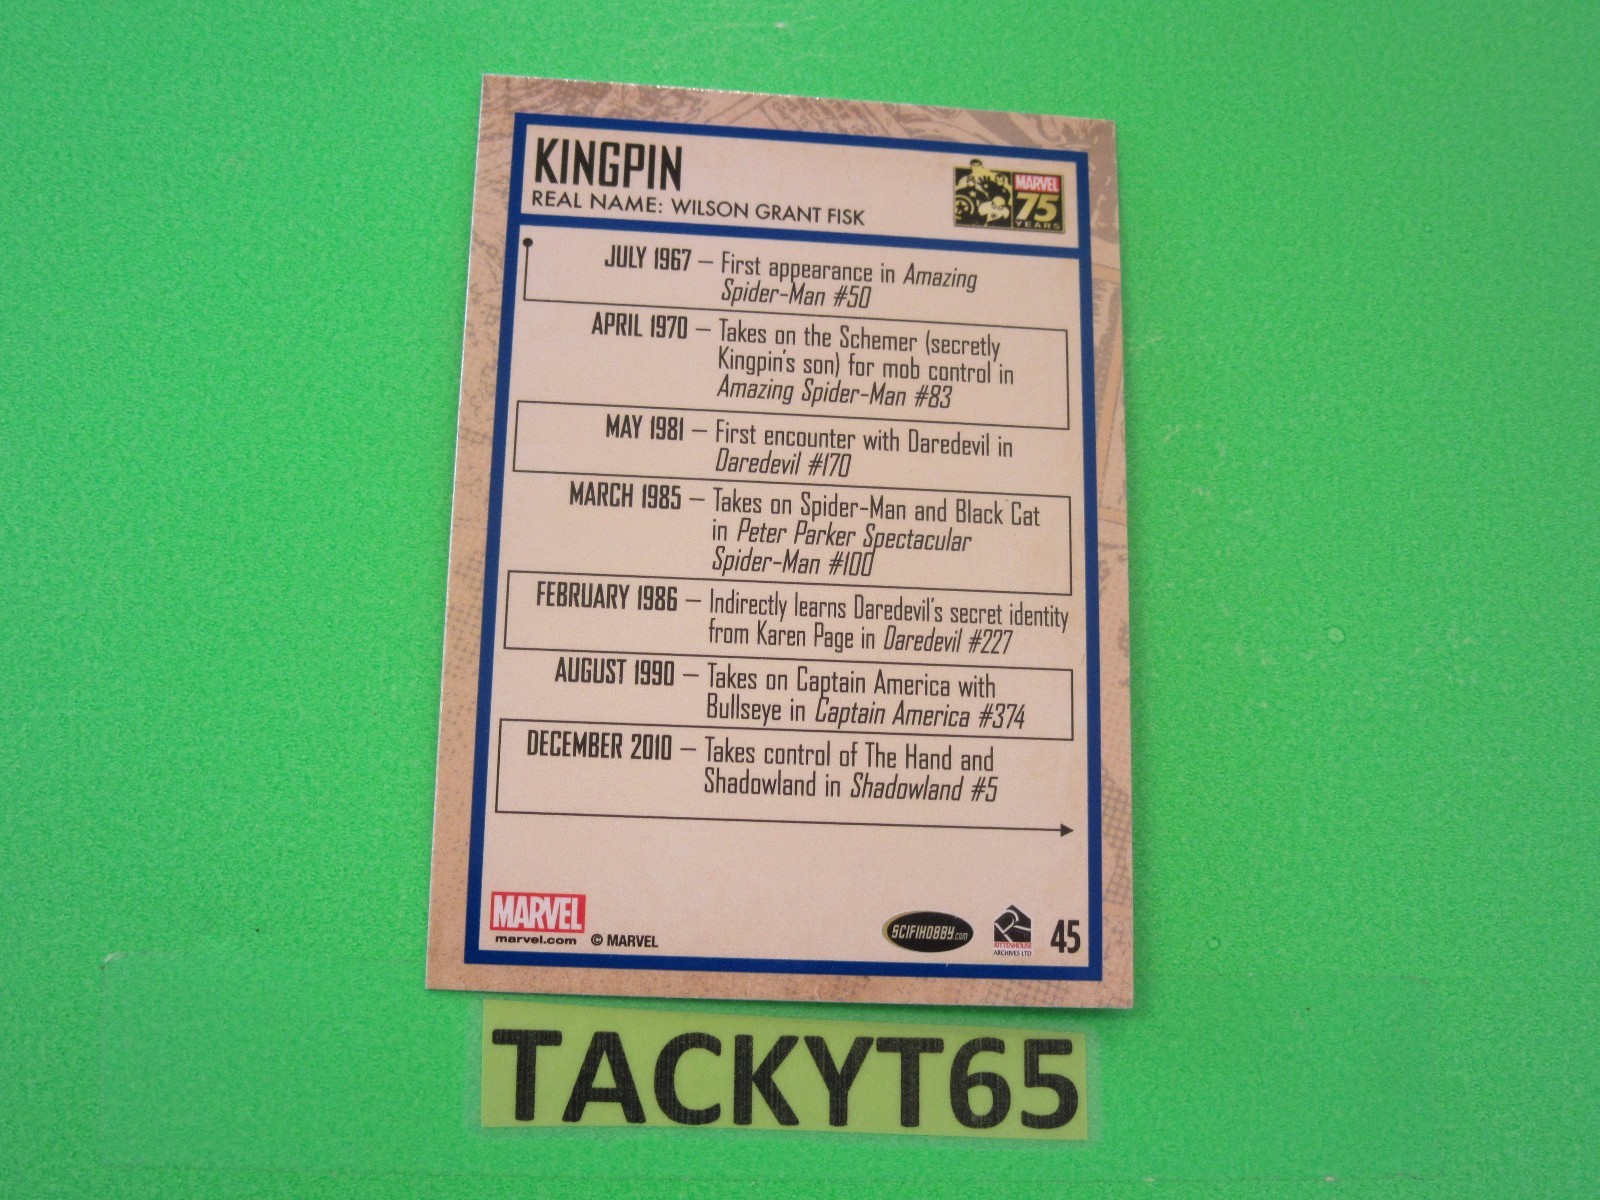 KINGPIN
REAL NAME: WILSON GRANT FISK
MARVEL
75
YEARS
JULY 1967 – First appearance in Amazing
Spider-Man #50
APRIL 1970 – Takes on the Schemer (secretly
Kingpin's son) for mob control in
Amazing Spider-Man #83
MAY 1981 – First encounter with Daredevil in
Daredevil #170
MARCH 1985 – Takes on Spider-Man and Black Cat
in Peter Parker Spectacular
Spider-Man #100
FEBRUARY 1986 – Indirectly learns Daredevil's secret identity
from Karen Page in Daredevil #227
AUGUST 1990 – Takes on Captain America with
Bullseye in Captain America #374
DECEMBER 2010 – Takes control of The Hand and
Shadowland in Shadowland #5
MARVEL
marvel.com © MARVEL
SCIFIHOBBY.com
RITTENHOUSE
ARCHIVES LTD
45
TACKYT65